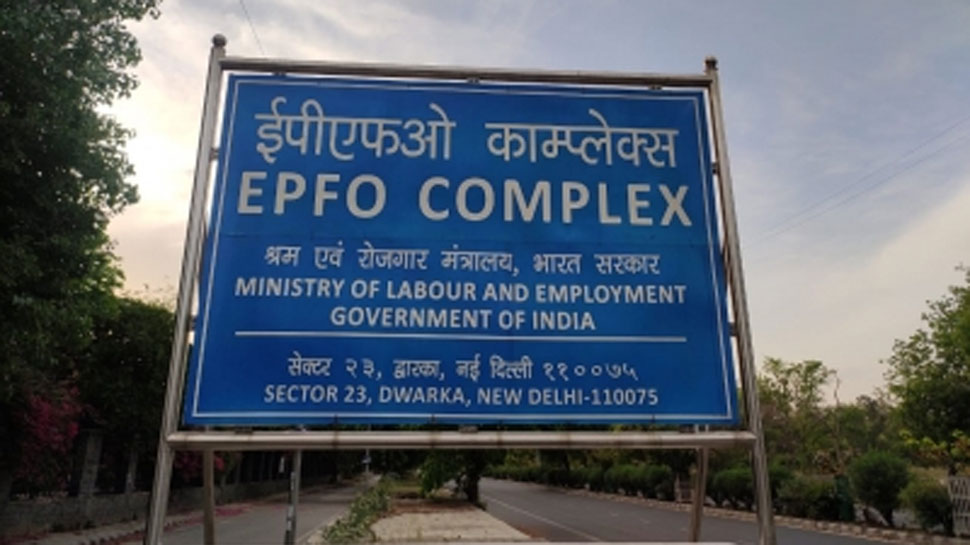 ईपीएफओ काम्प्लेक्स
EPFO COMPLEX
श्रम एवं रोजगार मंत्रालय, भारत सरकार
MINISTRY OF LABOUR AND EMPLOYMENT
GOVERNMENT OF INDIA
सेक्टर २३, द्वारका, नई दिल्ली ११००७५
SECTOR 23, DWARKA, NEW DELHI-110075